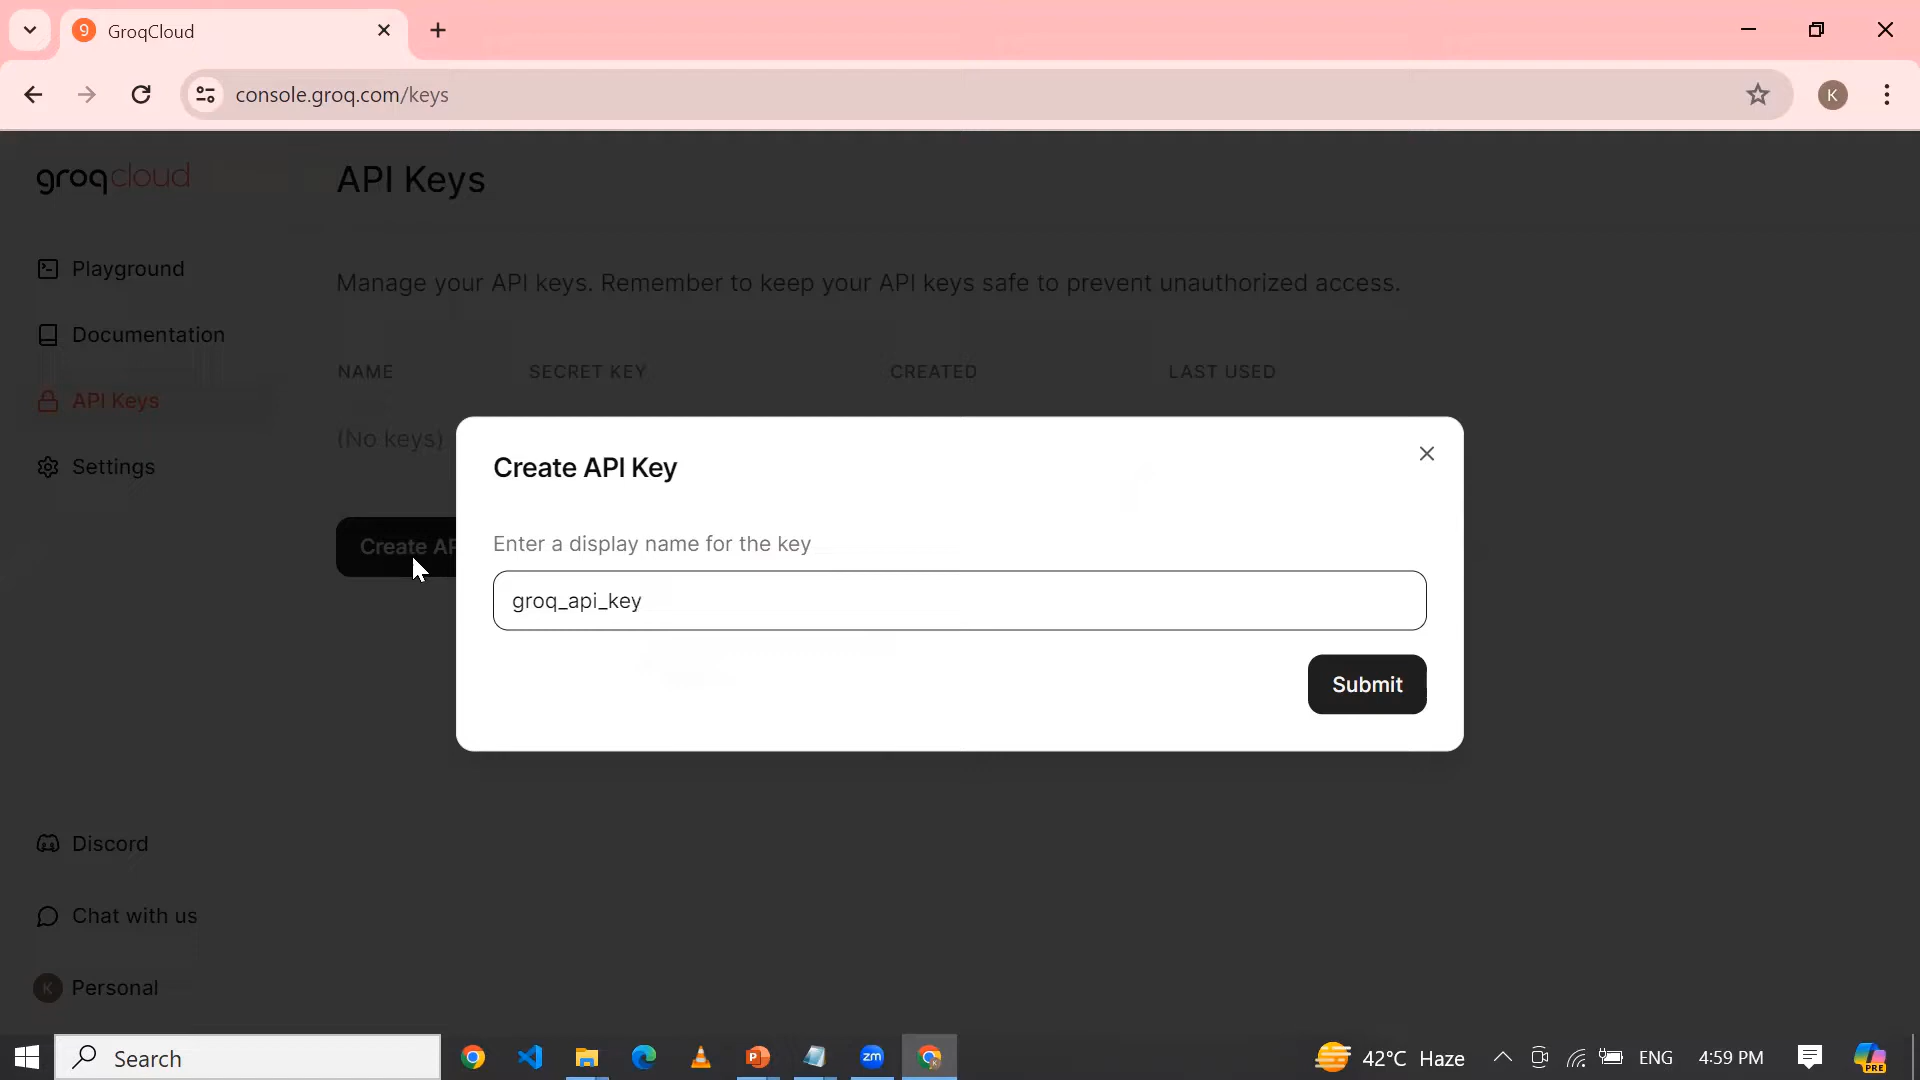 9 GroqCloud
console.groq.com/keys
K
groqcloud
API Keys
Playground
Manage your API keys. Remember to keep your API keys safe to prevent unauthorized access.
Documentation
NAME SECRET KEY CREATED LAST USED
API Keys
(No keys)
Settings
Create AP
Create API Key
Enter a display name for the key
groq_api_key
Submit
Discord
Chat with us
K Personal
Search
P
zm
K
42°C Haze
ENG
4:59 PM
PRE